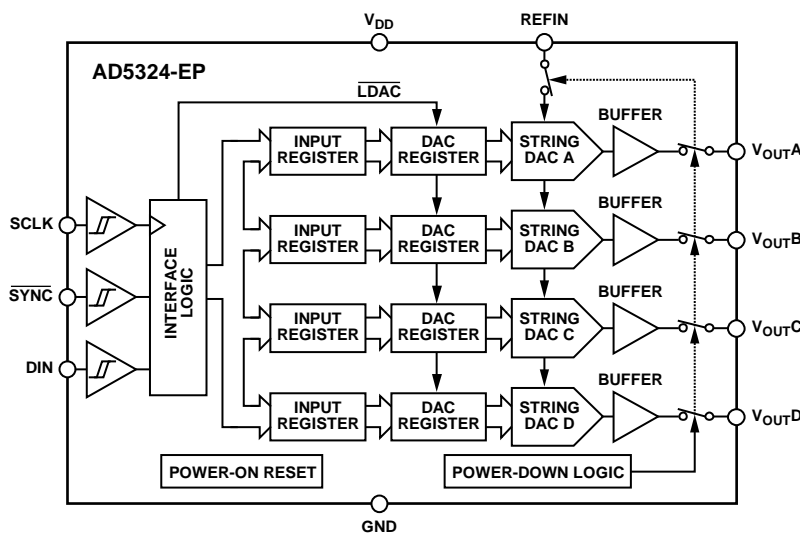 VDD
REFIN
AD5324-EP
LDAC
BUFFER
INPUT
REGISTER
DAC
REGISTER
STRING
DAC A
VOUTA
SCLK
BUFFER
INPUT
REGISTER
DAC
REGISTER
STRING
DAC B
VOUTB
SYNC
INTERFACE
LOGIC
BUFFER
INPUT
REGISTER
DAC
REGISTER
STRING
DAC C
VOUTC
DIN
BUFFER
INPUT
REGISTER
DAC
REGISTER
STRING
DAC D
VOUTD
POWER-ON RESET
POWER-DOWN LOGIC
GND